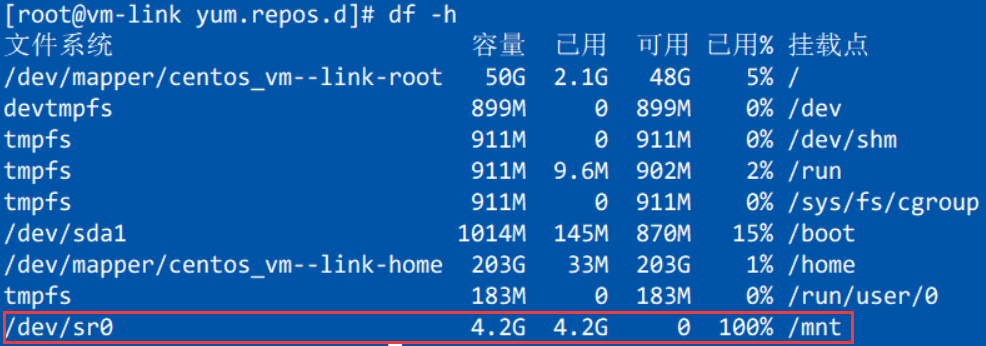 [root@vm-link yum.repos.d]# df -h
文件系统 容量 已用 可用 已用% 挂载点
/dev/mapper/centos_vm--link-root 50G 2.1G 48G 5% /
devtmpfs 899M 0 899M 0% /dev
tmpfs 911M 0 911M 0% /dev/shm
tmpfs 911M 9.6M 902M 2% /run
tmpfs 911M 0 911M 0% /sys/fs/cgroup
/dev/sda1 1014M 145M 870M 15% /boot
/dev/mapper/centos_vm--link-home 203G 33M 203G 1% /home
tmpfs 183M 0 183M 0% /run/user/0
/dev/sr0 4.2G 4.2G 0 100% /mnt